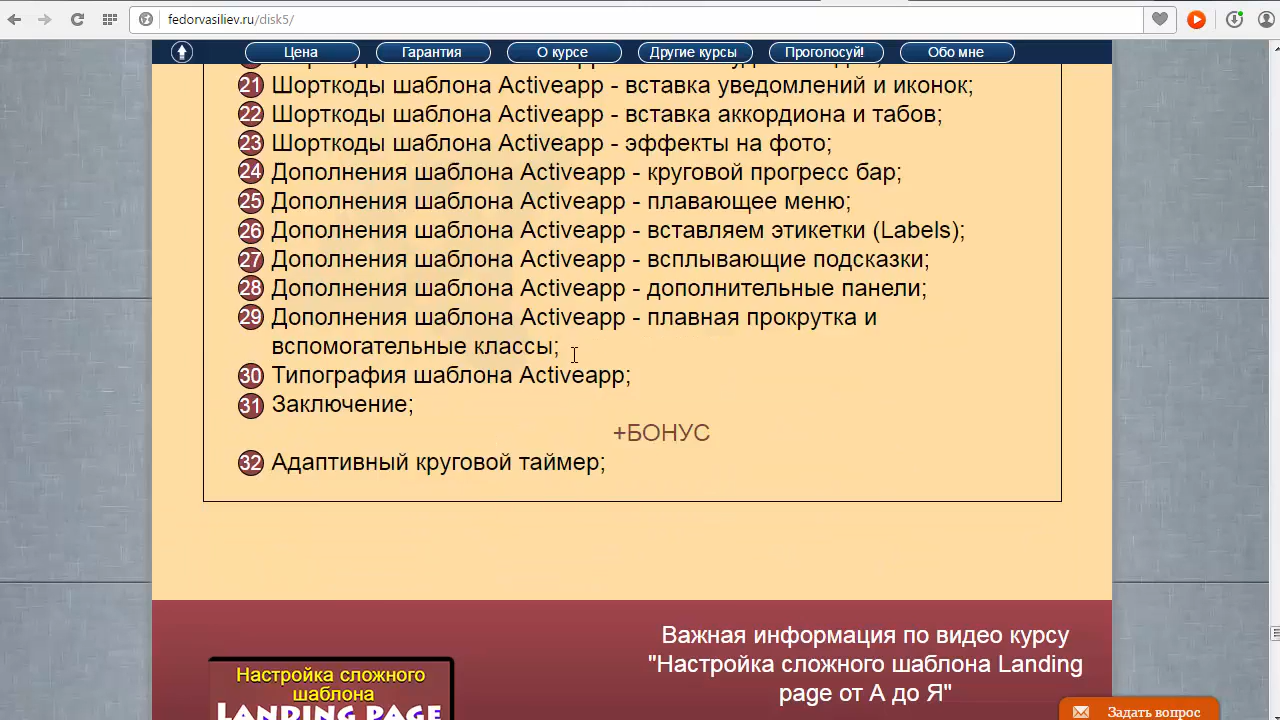 fedorvasiliev.ru/disk5/
Цена Гарантия О курсе Другие курсы Прогопосуй! Обо мне
21 Шорткоды шаблона Activeapp - вставка уведомлений и иконок;
22 Шорткоды шаблона Activeapp - вставка аккордиона и табов;
23 Шорткоды шаблона Activeapp - эффекты на фото;
24 Дополнения шаблона Activeapp - круговой прогресс бар;
25 Дополнения шаблона Activeapp - плавающее меню;
26 Дополнения шаблона Activeapp - вставляем этикетки (Labels);
27 Дополнения шаблона Activeapp - всплывающие подсказки;
28 Дополнения шаблона Activeapp - дополнительные панели;
29 Дополнения шаблона Activeapp - плавная прокрутка и
вспомогательные классы;
30 Типография шаблона Activeapp;
31 Заключение;
+БОНУС
32 Адаптивный круговой таймер;
Важная информация по видео курсу
"Настройка сложного шаблона Landing
page от А до Я"
Настройка сложного
шаблона
LANDING PAGE
Задать вопрос